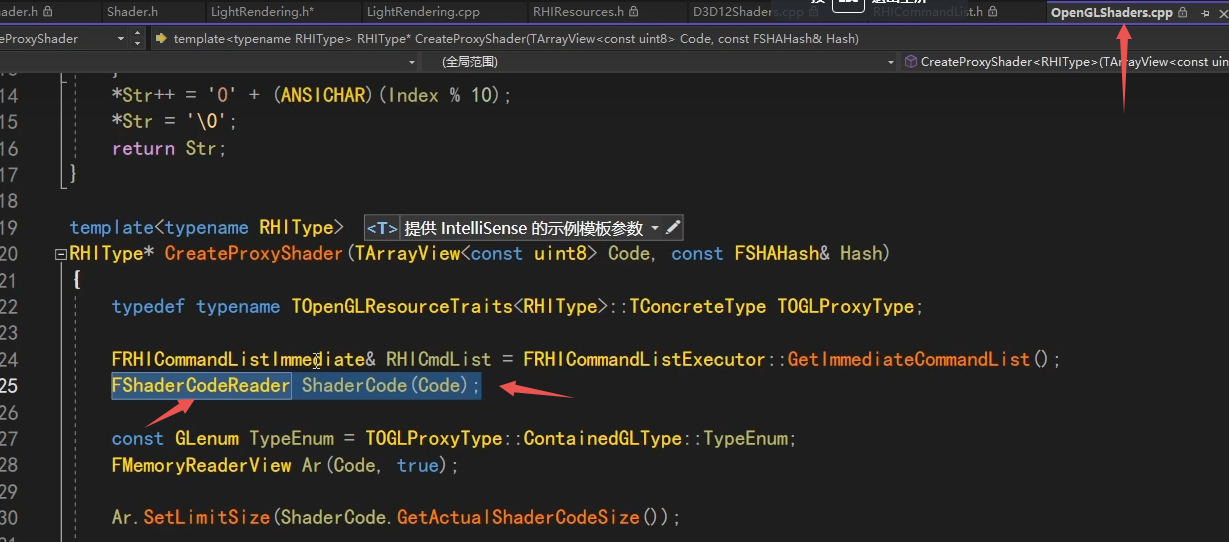 ader.h Shader.h LightRendering.h* LightRendering.cpp RHIResources.h D3D12Shaders.cpp RHICommandList.h OpenGLShaders.cpp
eProxyShader template<typename RHIType> RHIType* CreateProxyShader(TArrayView<const uint8> Code, const FSHAHash& Hash)
(全局范围) CreateProxyShader<RHIType>(TArrayView<const uin
14 *Str++ = '0' + (ANSICHAR)(Index % 10);
15 *Str = '\0';
16 return Str;
17 }
18
19 template<typename RHIType> <T> 提供 IntelliSense 的示例模板参数
20 RHIType* CreateProxyShader(TArrayView<const uint8> Code, const FSHAHash& Hash)
21 {
22 typedef typename TOpenGLResourceTraits<RHIType>::TConcreteType TOGLProxyType;
23
24 FRHICommandListImmediate& RHICmdList = FRHICommandListExecutor::GetImmediateCommandList();
25 FShaderCodeReader ShaderCode(Code);
26
27 const GLenum TypeEnum = TOGLProxyType::ContainedGLType::TypeEnum;
28 FMemoryReaderView Ar(Code, true);
29
30 Ar.SetLimitSize(ShaderCode.GetActualShaderCodeSize());